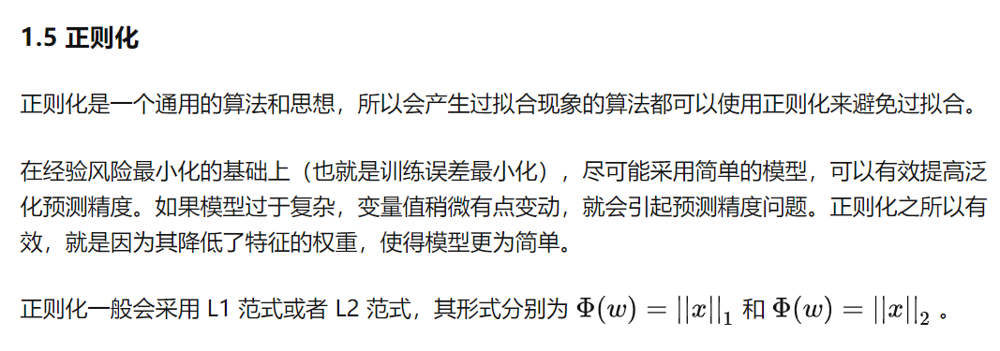 1.5 正则化
正则化是一个通用的算法和思想，所以会产生过拟合现象的算法都可以使用正则化来避免过拟合。
在经验风险最小化的基础上（也就是训练误差最小化），尽可能采用简单的模型，可以有效提高泛
化预测精度。如果模型过于复杂，变量值稍微有点变动，就会引起预测精度问题。正则化之所以有
效，就是因为其降低了特征的权重，使得模型更为简单。
正则化一般会采用 L1 范式或者 L2 范式，其形式分别为 Φ(w) = ||x||₁ 和 Φ(w) = ||x||₂ 。